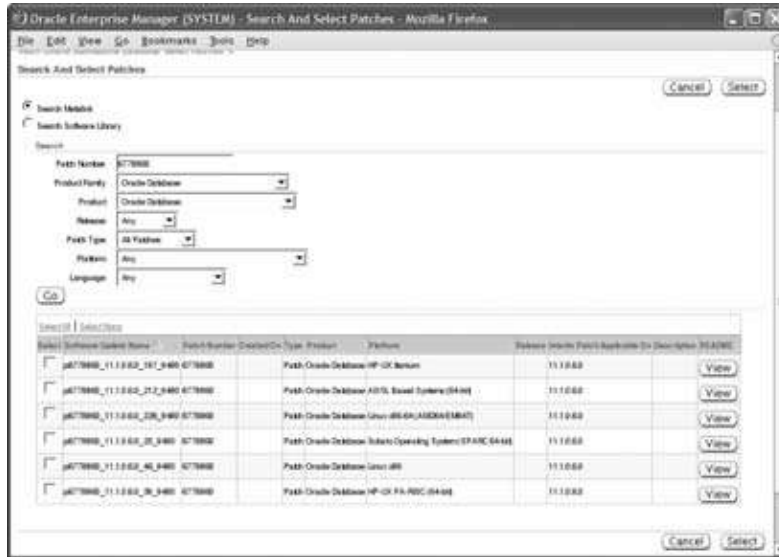 Oracle Enterprise Manager (SYSTEM) - Search And Select Patches - Mozilla Firefox
File Edit View Go Bookmarks Tools Help
Search And Select Patches
Cancel Select
Search Metalink
Search Software Library
Search
Patch Number
Product Family Oracle Database
Product Oracle Database
Release Any
Patch Type All Patches
Platform Any
Language Any
Go
Select All Select None
Select Software Update Name Patch Number Created On Type Product Platform Release Interim Patch Applicable On Description README
Patch Oracle Database HP-UX Itanium 11.1.0.6.0 View
Patch Oracle Database AIX5L Based Systems (64-bit) 11.1.0.6.0 View
Patch Oracle Database Linux x86-64 (AMD64/EM64T) 11.1.0.6.0 View
Patch Oracle Database Solaris Operating System (SPARC 64-bit) 11.1.0.6.0 View
Patch Oracle Database Linux x86 11.1.0.6.0 View
Patch Oracle Database HP-UX PA-RISC (64-bit) 11.1.0.6.0 View
Cancel Select